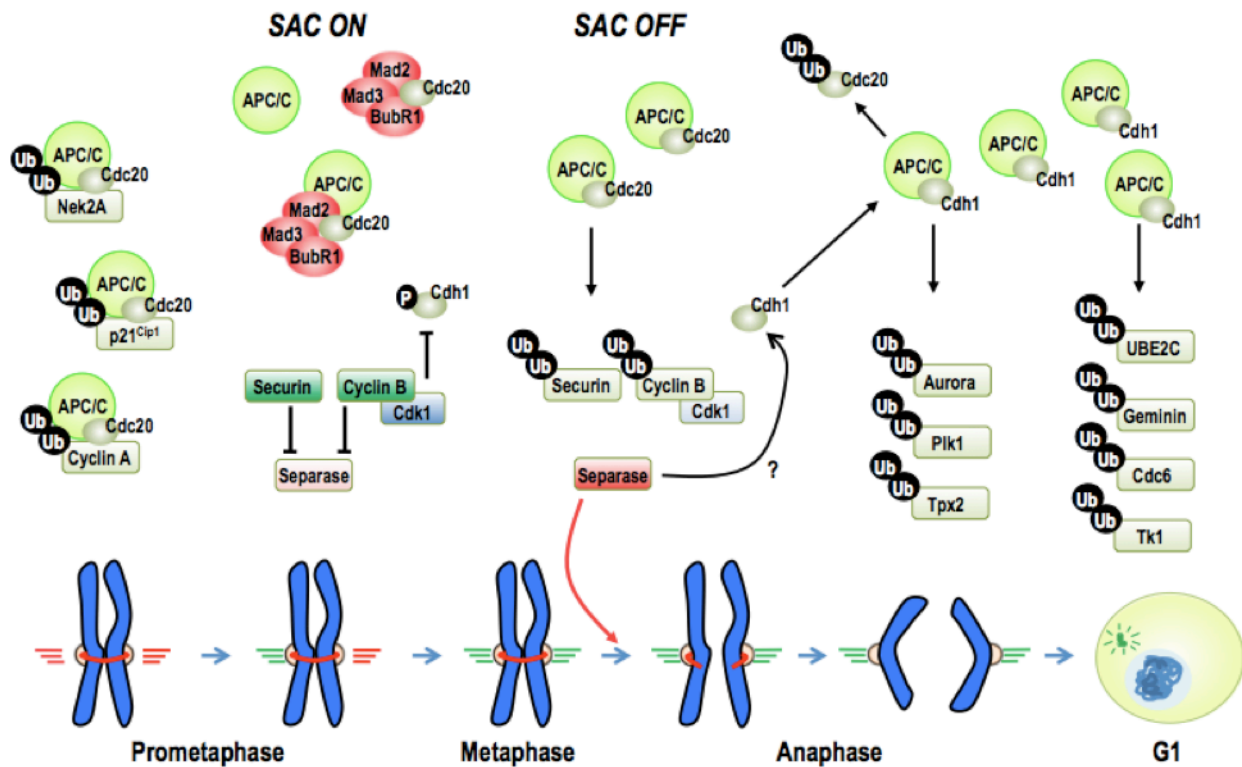 SAC ON
SAC OFF
APC/C
Cdc20
Ub
Ub
Nek2A
APC/C
Cdc20
Ub
Ub
p21Cip1
APC/C
Cdc20
Ub
Ub
Cyclin A
APC/C
Mad2
Mad3
Cdc20
BubR1
APC/C
Mad2
Mad3
Cdc20
BubR1
P
Cdh1
Securin
Cyclin B
Cdk1
Separase
APC/C
Cdc20
APC/C
Cdc20
Ub
Ub
Securin
Ub
Ub
Cyclin B
Cdk1
Separase
?
Cdh1
Ub
Ub
Cdc20
APC/C
Cdh1
APC/C
Cdh1
APC/C
Cdh1
APC/C
Cdh1
Ub
Ub
Aurora
Ub
Ub
Plk1
Ub
Ub
Tpx2
Ub
Ub
UBE2C
Ub
Ub
Geminin
Ub
Ub
Cdc6
Ub
Ub
Tk1
Prometaphase
Metaphase
Anaphase
G1